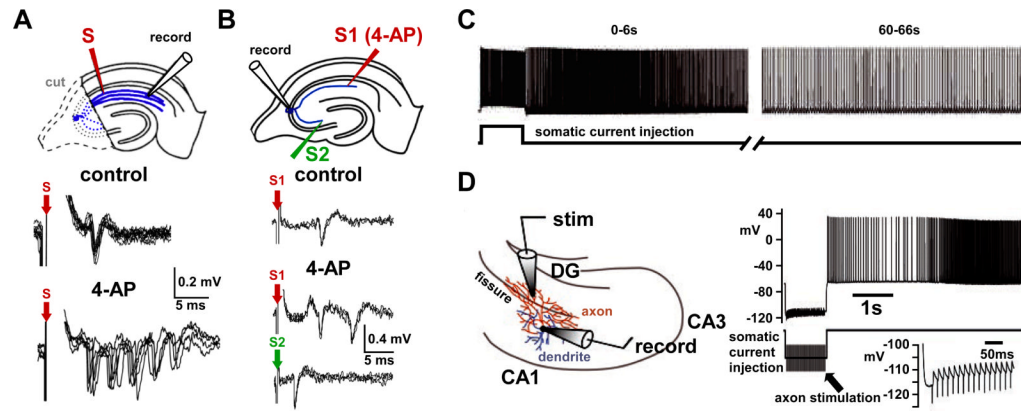 A
S
record
cut
control
S
0.2 mV
5 ms
4-AP
S
B
S1 (4-AP)
record
S2
control
S1
4-AP
S1
0.4 mV
5 ms
S2
C
0-6s
60-66s
somatic current injection
D
stim
DG
fissure
axon
CA3
record
dendrite
CA1
40
mV
0
-40
-80
-120
1s
somatic
current
injection
axon stimulation
mV
-100
-110
-120
50ms